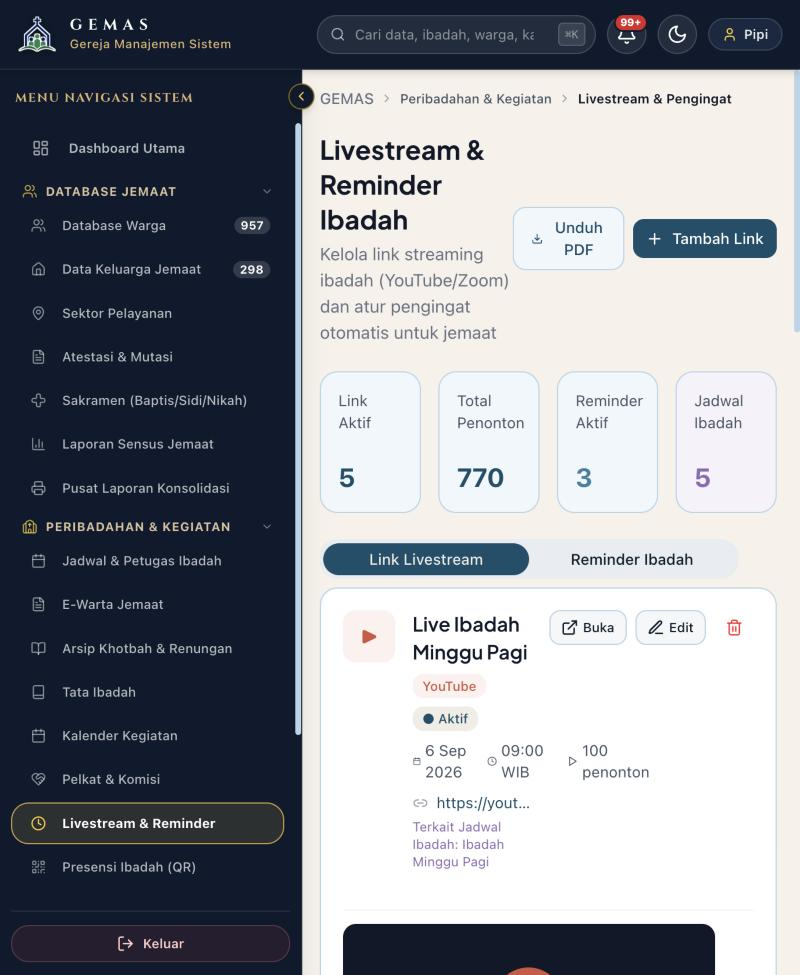 GEMAS
Gereja Manajemen Sistem
Cari data, ibadah, warga, ka
⌘K
99+
Pipi
MENU NAVIGASI SISTEM
Dashboard Utama
DATABASE JEMAAT
Database Warga 957
Data Keluarga Jemaat 298
Sektor Pelayanan
Atestasi & Mutasi
Sakramen (Baptis/Sidi/Nikah)
Laporan Sensus Jemaat
Pusat Laporan Konsolidasi
PERIBADAHAN & KEGIATAN
Jadwal & Petugas Ibadah
E-Warta Jemaat
Arsip Khotbah & Renungan
Tata Ibadah
Kalender Kegiatan
Pelkat & Komisi
Livestream & Reminder
Presensi Ibadah (QR)
Keluar
GEMAS > Peribadahan & Kegiatan > Livestream & Pengingat
Livestream &
Reminder
Ibadah
Kelola link streaming
ibadah (YouTube/Zoom)
dan atur pengingat
otomatis untuk jemaat
Unduh
PDF
Tambah Link
Link
Aktif
5
Total
Penonton
770
Reminder
Aktif
3
Jadwal
Ibadah
5
Link Livestream
Reminder Ibadah
Live Ibadah
Minggu Pagi
Buka
Edit
YouTube
Aktif
6 Sep
2026
09:00
WIB
100
penonton
https://yout...
Terkait Jadwal
Ibadah: Ibadah
Minggu Pagi